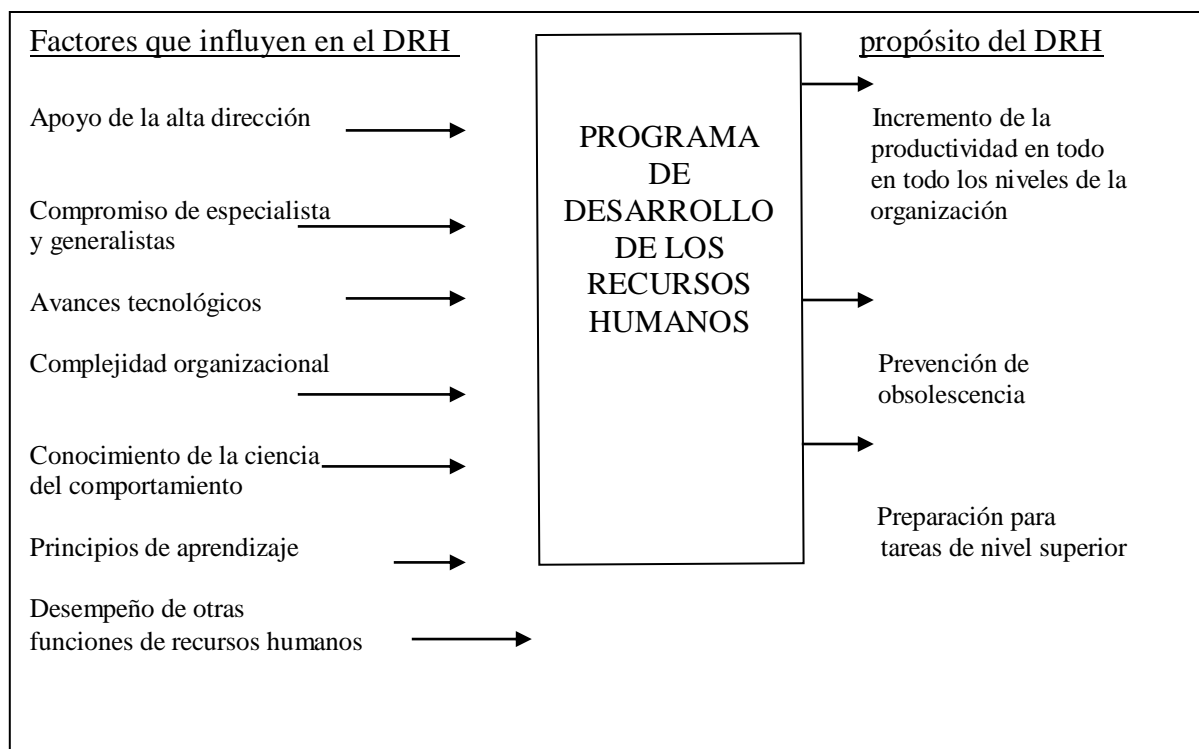 Factores que influyen en el DRH
Apoyo de la alta dirección
Compromiso de especialista
y generalistas
Avances tecnológicos
Complejidad organizacional
Conocimiento de la ciencia
del comportamiento
Principios de aprendizaje
Desempeño de otras
funciones de recursos humanos
PROGRAMA
DE
DESARROLLO
DE LOS
RECURSOS
HUMANOS
propósito del DRH
Incremento de la
productividad en todo
en todo los niveles de la
organización
Prevención de
obsolescencia
Preparación para
tareas de nivel superior